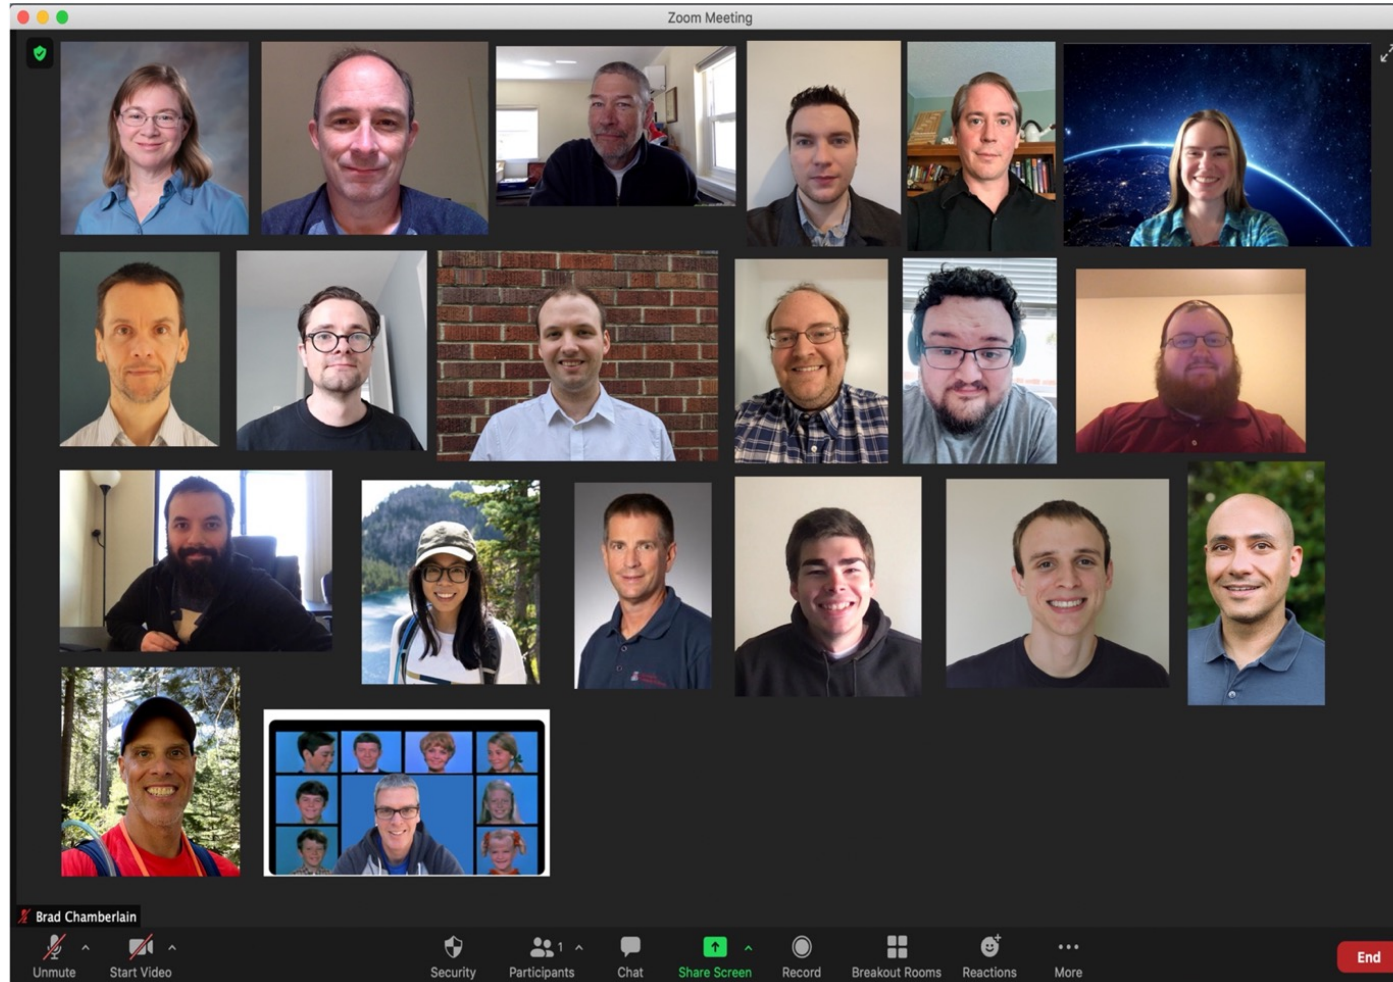 Zoom Meeting
Brad Chamberlain
Unmute
Start Video
Security
1
Participants
Chat
Share Screen
Record
Breakout Rooms
Reactions
More
End